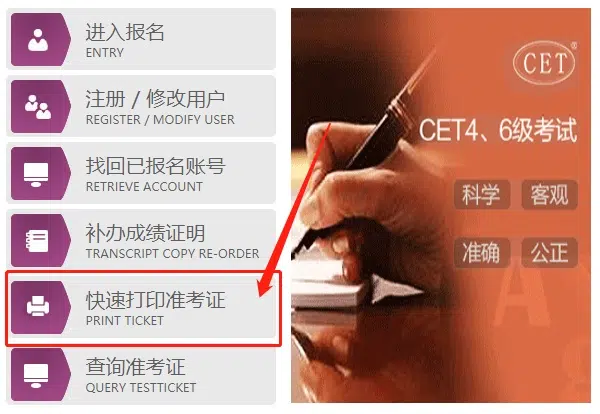 进入报名
ENTRY
注册 / 修改用户
REGISTER / MODIFY USER
找回已报名账号
RETRIEVE ACCOUNT
补办成绩证明
TRANSCRIPT COPY RE-ORDER
快速打印准考证
PRINT TICKET
查询准考证
QUERY TESTTICKET
CET®
CET4、6级考试
科学 客观
准确 公正
A